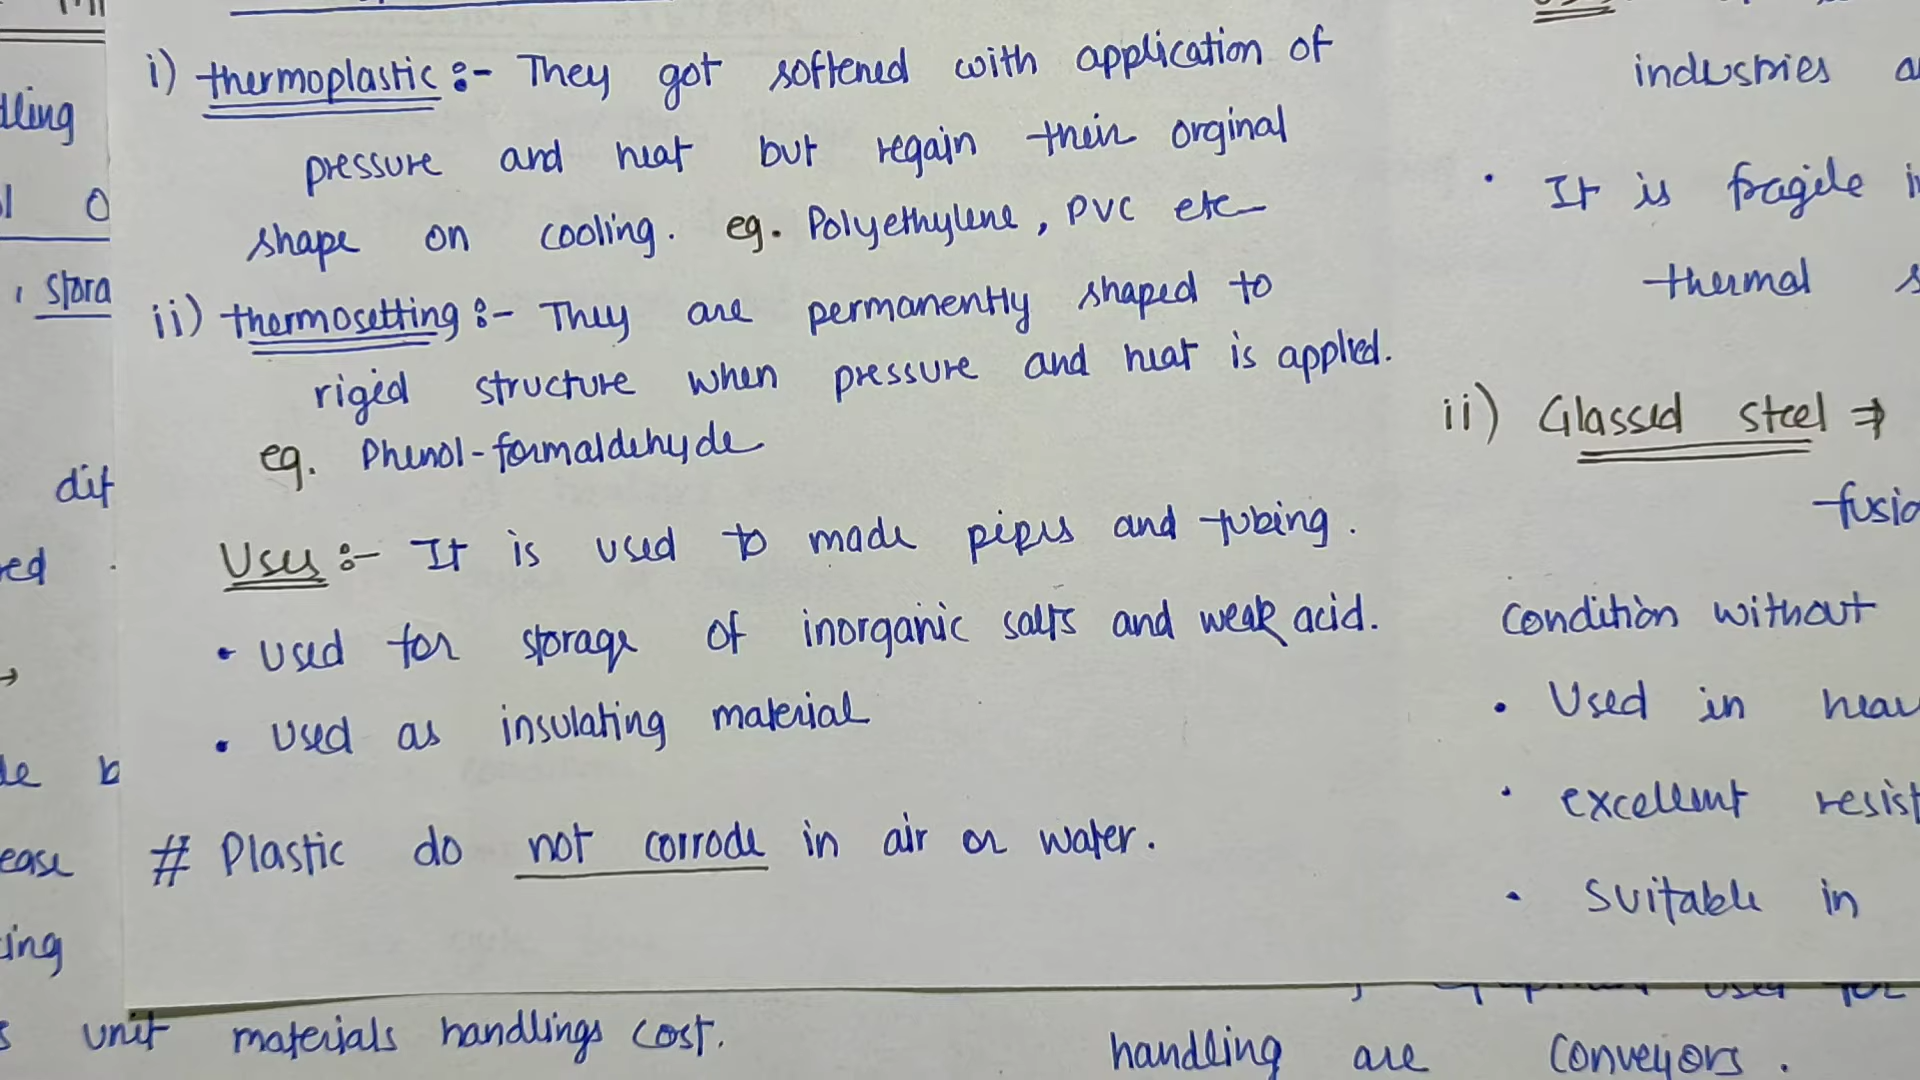 i) thermoplastic :- They got softened with application of
pressure and heat but regain their orginal
shape on cooling. eg. Polyethylene, PVC etc
ii) thermosetting :- They are permanently shaped to
rigid structure when pressure and heat is applied.
eg. Phenol-formaldehyde
Uses :- It is used to made pipes and tubing.
• used for storage of inorganic salts and weak acid.
• used as insulating material
# Plastic do not corrode in air or water.
industries
• It is fragile
thermal
ii) Glassed steel ⇒
condition without
• Used in
• excellent
• suitable in
unit materials handlings cost.
handling are conveyors.